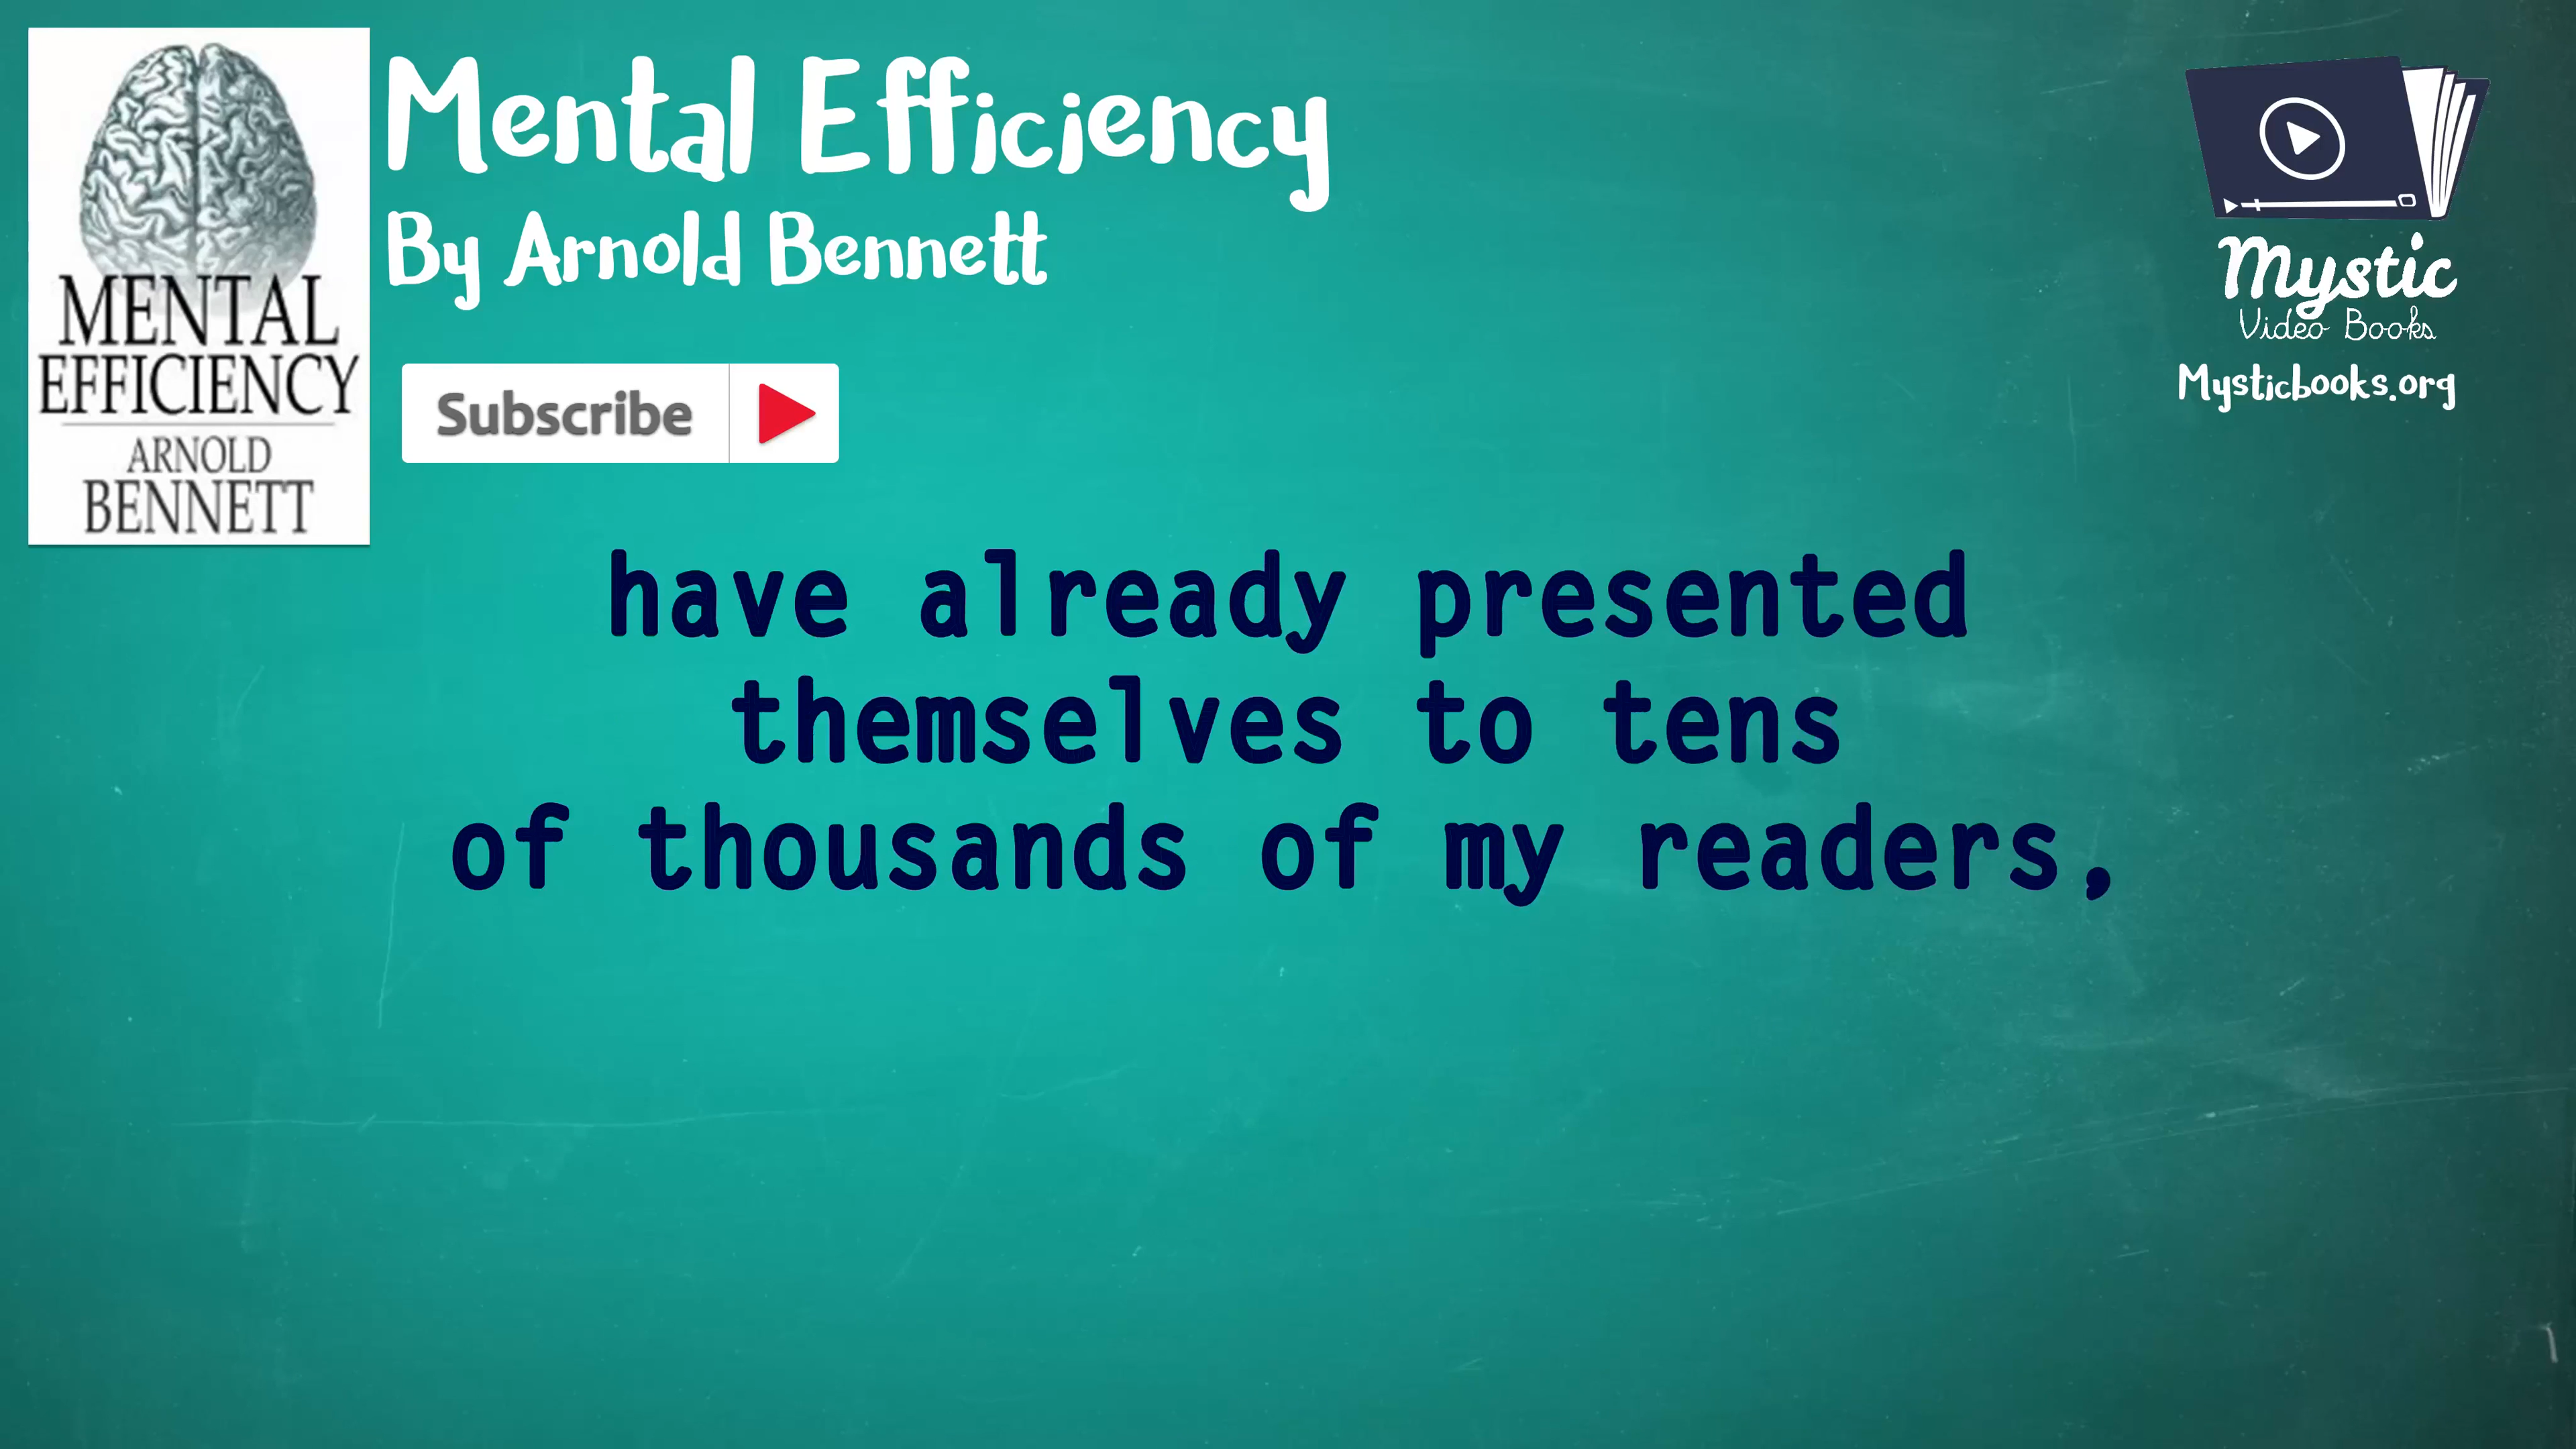 MENTAL
EFFICIENCY
ARNOLD
BENNETT
Mental Efficiency
By Arnold Bennett
Subscribe
Mystic
Video Books
Mysticbooks.org
have already presented
themselves to tens
of thousands of my readers,